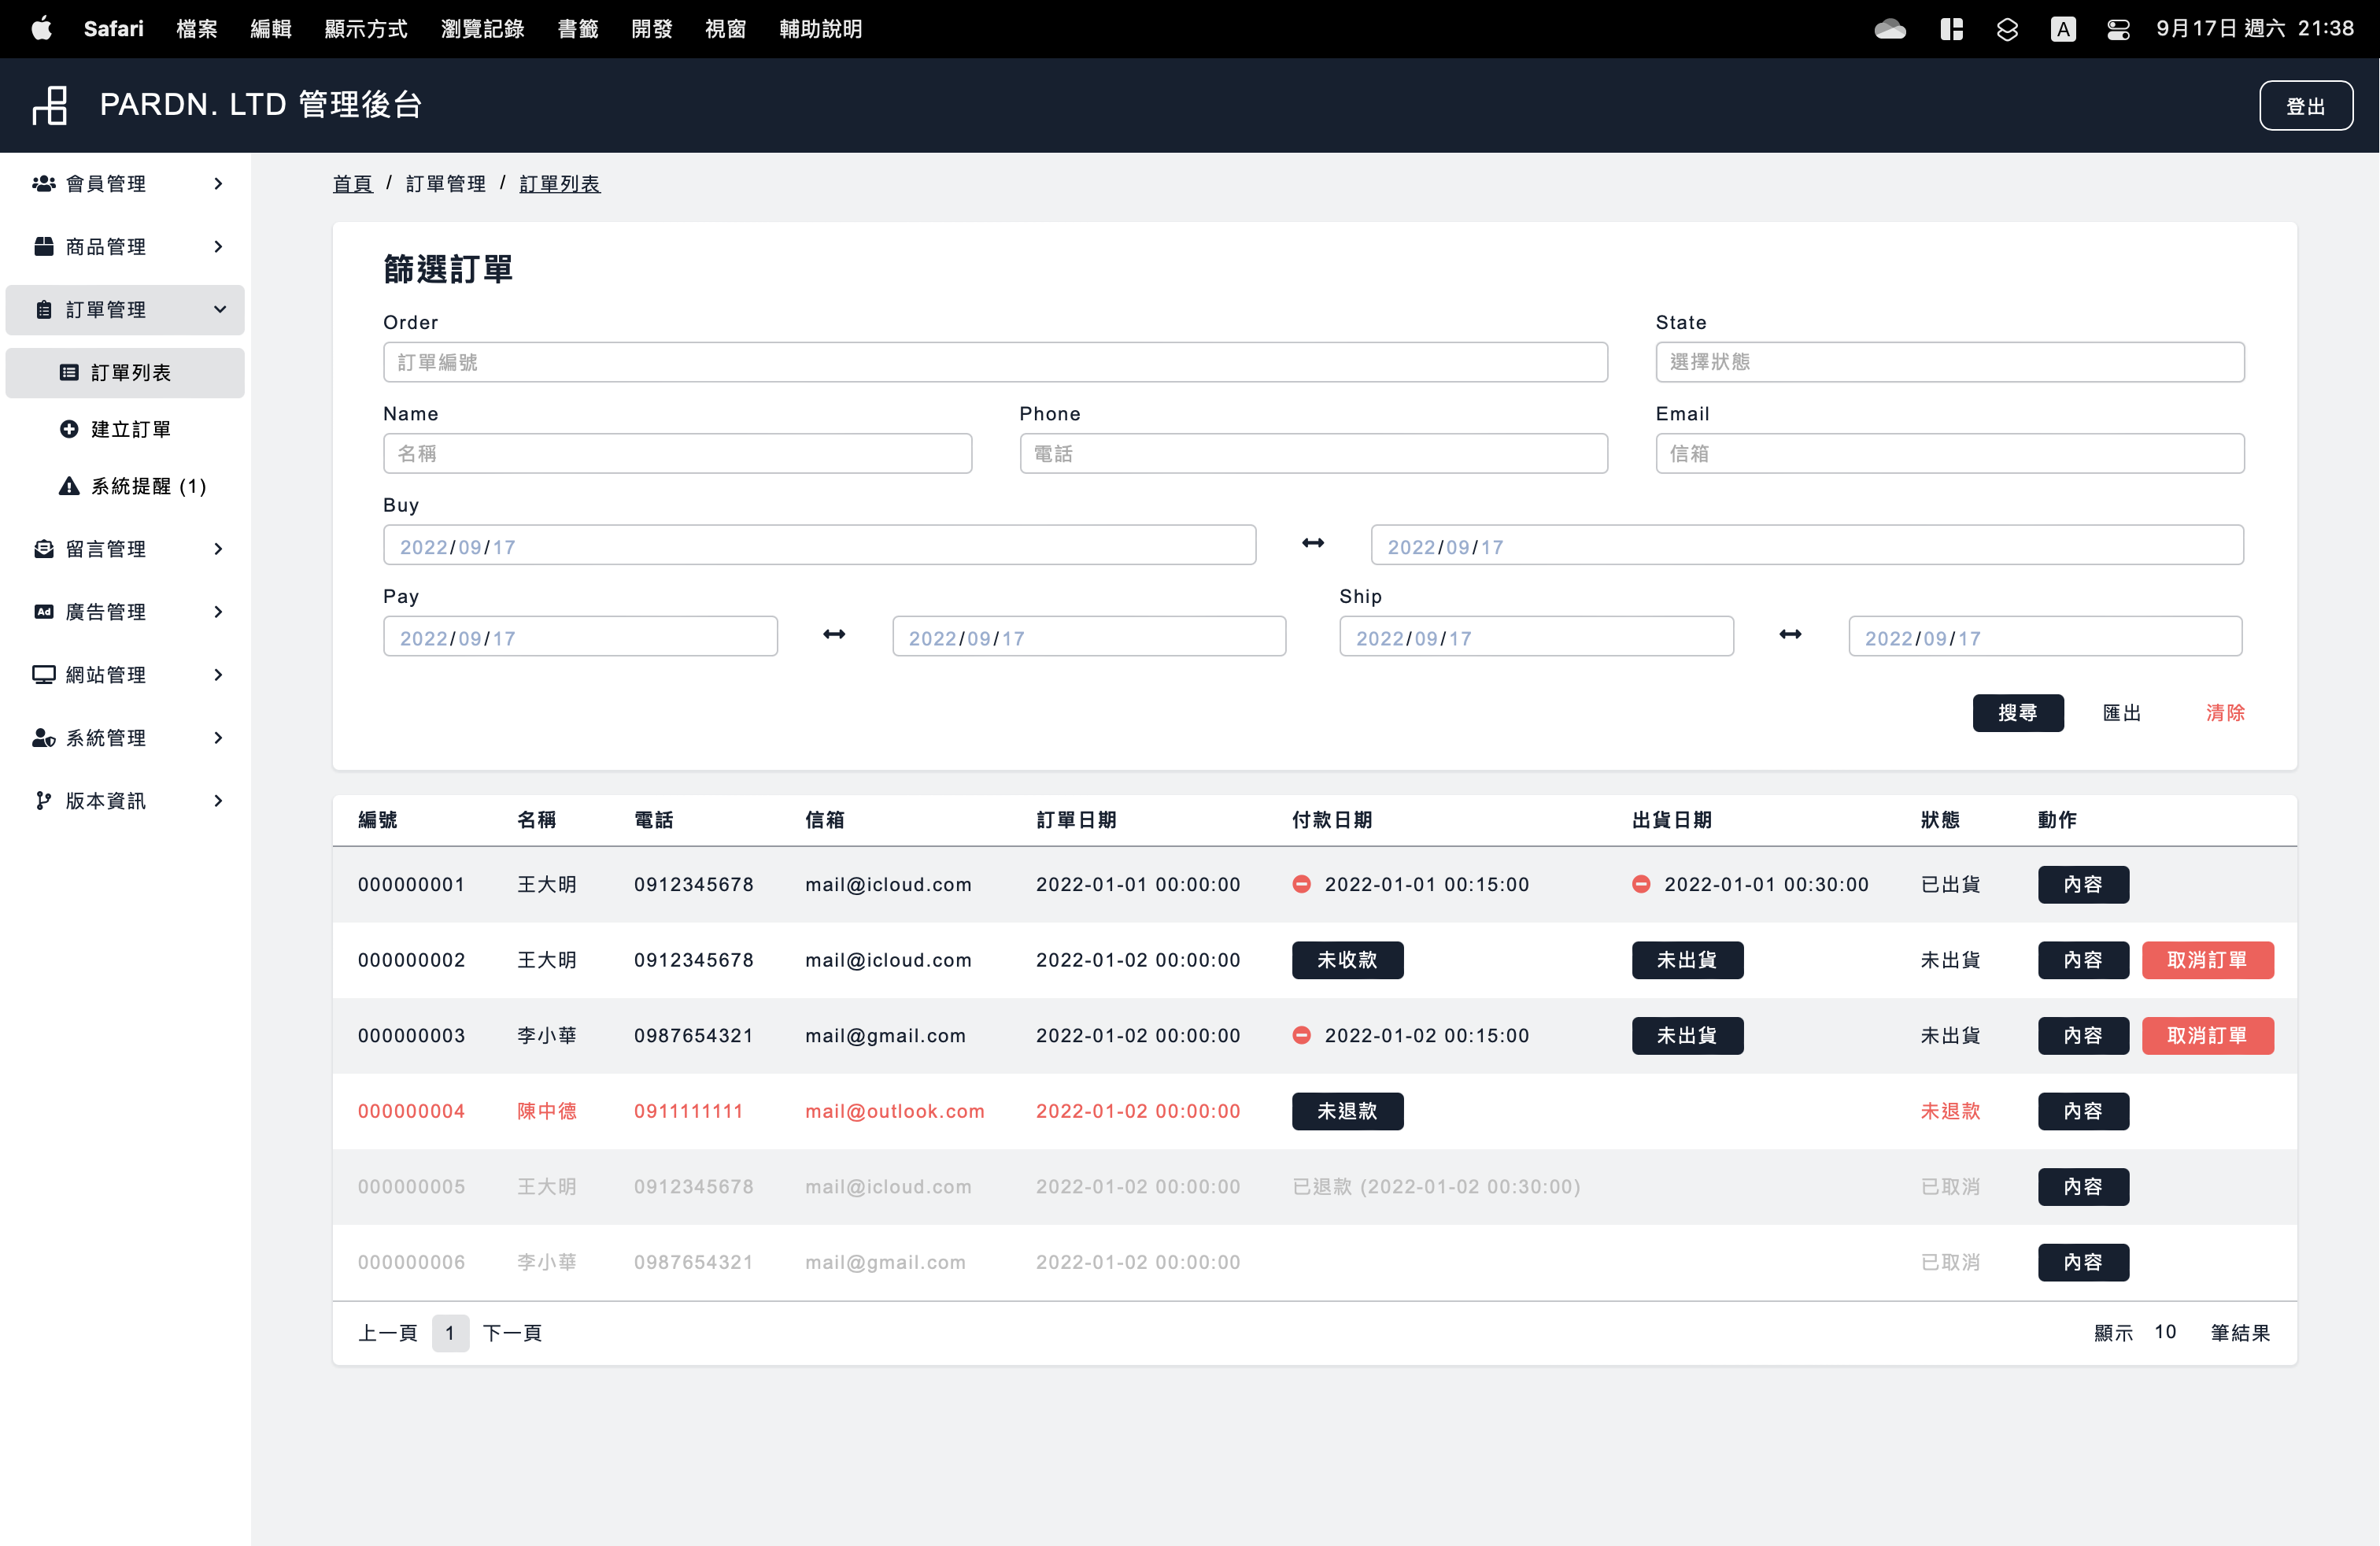 Safari 檔案 編輯 顯示方式 瀏覽記錄 書籤 開發 視窗 輔助說明 A 9月17日 週六 21:38
PARDN. LTD 管理後台 登出
會員管理
商品管理
訂單管理
訂單列表
建立訂單
系統提醒 (1)
留言管理
Ad 廣告管理
網站管理
系統管理
版本資訊
首頁 / 訂單管理 / 訂單列表
篩選訂單
Order State
訂單編號 選擇狀態
Name Phone Email
名稱 電話 信箱
Buy
2022/09/17 2022/09/17
Pay Ship
2022/09/17 2022/09/17 2022/09/17 2022/09/17
搜尋 匯出 清除
編號 名稱 電話 信箱 訂單日期 付款日期 出貨日期 狀態 動作
000000001 王大明 0912345678 mail@icloud.com 2022-01-01 00:00:00 2022-01-01 00:15:00 2022-01-01 00:30:00 已出貨 內容
000000002 王大明 0912345678 mail@icloud.com 2022-01-02 00:00:00 未收款 未出貨 未出貨 內容 取消訂單
000000003 李小華 0987654321 mail@gmail.com 2022-01-02 00:00:00 2022-01-02 00:15:00 未出貨 未出貨 內容 取消訂單
000000004 陳中德 0911111111 mail@outlook.com 2022-01-02 00:00:00 未退款 未退款 內容
000000005 王大明 0912345678 mail@icloud.com 2022-01-02 00:00:00 已退款 (2022-01-02 00:30:00) 已取消 內容
000000006 李小華 0987654321 mail@gmail.com 2022-01-02 00:00:00 已取消 內容
上一頁 1 下一頁 顯示 10 筆結果